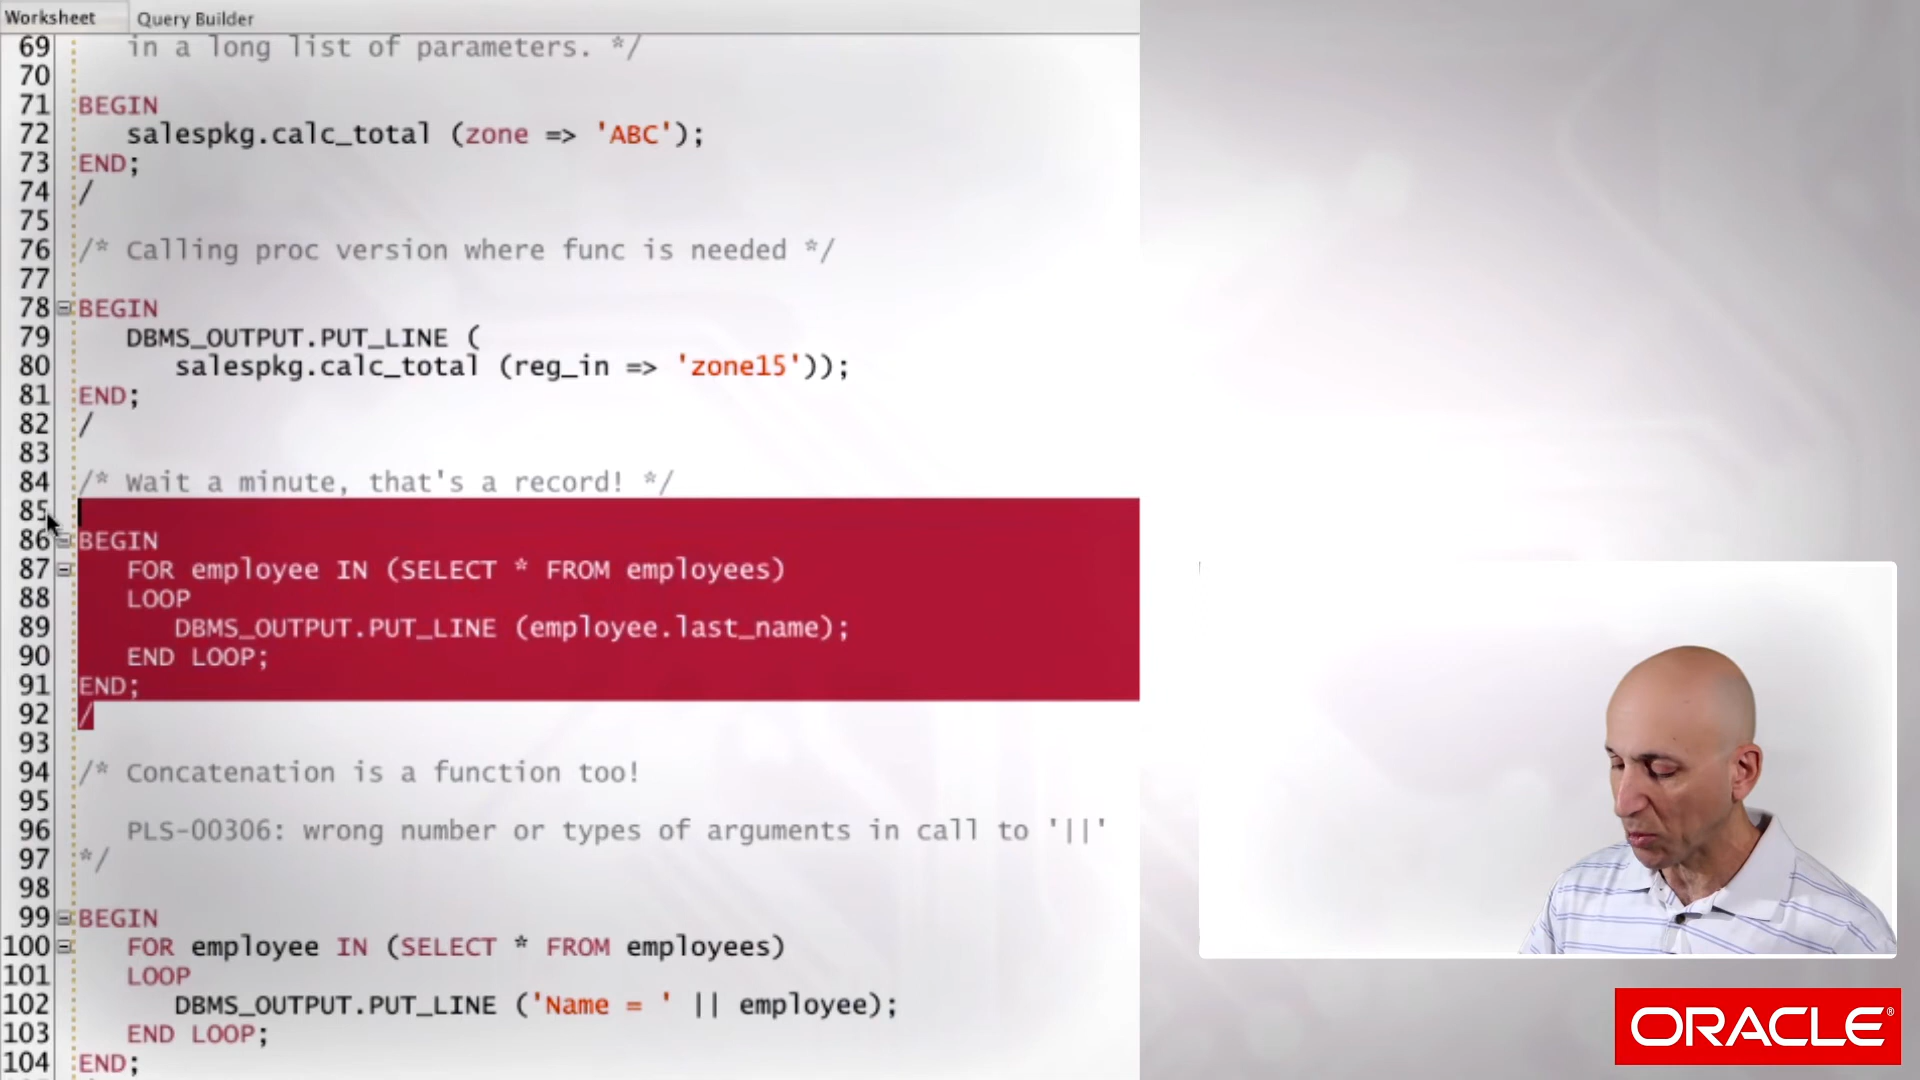 Worksheet Query Builder
69 in a long list of parameters. */
70
71 BEGIN
72 salespkg.calc_total (zone => 'ABC');
73 END;
74 /
75
76 /* Calling proc version where func is needed */
77
78 BEGIN
79 DBMS_OUTPUT.PUT_LINE (
80 salespkg.calc_total (reg_in => 'zone15'));
81 END;
82 /
83
84 /* Wait a minute, that's a record! */
85
86 BEGIN
87 FOR employee IN (SELECT * FROM employees)
88 LOOP
89 DBMS_OUTPUT.PUT_LINE (employee.last_name);
90 END LOOP;
91 END;
92 /
93
94 /* Concatenation is a function too!
95
96 PLS-00306: wrong number or types of arguments in call to '||'
97 */
98
99 BEGIN
100 FOR employee IN (SELECT * FROM employees)
101 LOOP
102 DBMS_OUTPUT.PUT_LINE ('Name = ' || employee);
103 END LOOP;
104 END;
ORACLE®